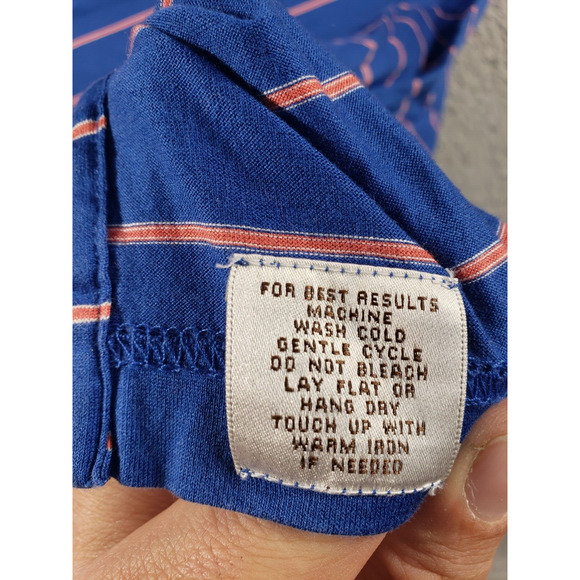 FOR BEST RESULTS
MACHINE
WASH COLD
GENTLE CYCLE
DO NOT BLEACH
LAY FLAT OR
HANG DRY
TOUCH UP WITH
WARM IRON
IF NEEDED